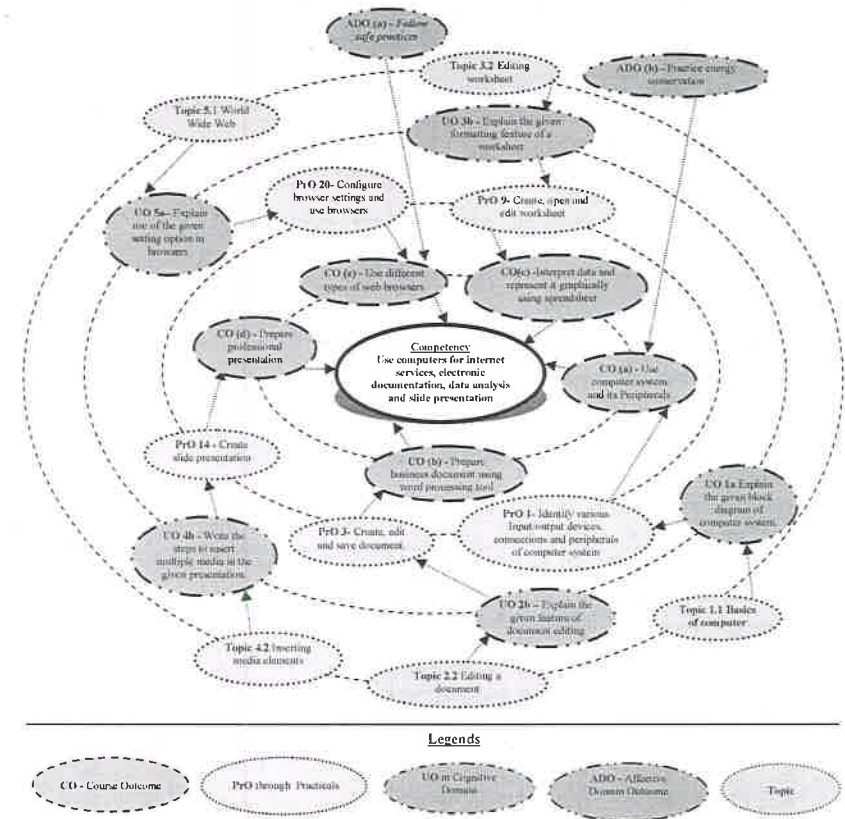 ADO (a) - Follow
safe practices
Topic 3.2 Editing
worksheet
ADO (b) - Practice energy
conservation
Topic 5.1 World
Wide Web
UO 3b - Explain the given
formatting feature of a
worksheet
PrO 20- Configure
browser settings and
use browsers
PrO 9- Create, open and
edit worksheet
UO 5a- Explain
use of the given
setting option in
browsers
CO (e) - Use different
types of web browsers
CO(c) -Interpret data and
represent it graphically
using spreadsheet
CO (d) - Prepare
professional
presentation
Competency
Use computers for internet
services, electronic
documentation, data analysis
and slide presentation
CO (a) - Use
computer system
and its Peripherals
PrO 14 - Create
slide presentation
CO (b) - Prepare
business document using
word processing tool
UO 1a Explain
the given block
diagram of
computer system.
PrO 3- Create, edit
and save document.
PrO 1- Identify various
Input/output devices,
connections and peripherals
of computer system
UO 4b - Write the
steps to insert
multiple media in the
given presentation.
UO 2b – Explain the
given feature of
document editing
Topic 1.1 Basics
of computer
Topic 4.2 Inserting
media elements
Topic 2.2 Editing a
document
Legends
CO - Course Outcome
PrO through Practicals
UO in Cognitive
Domain
ADO - Affective
Domain Outcome
Topic